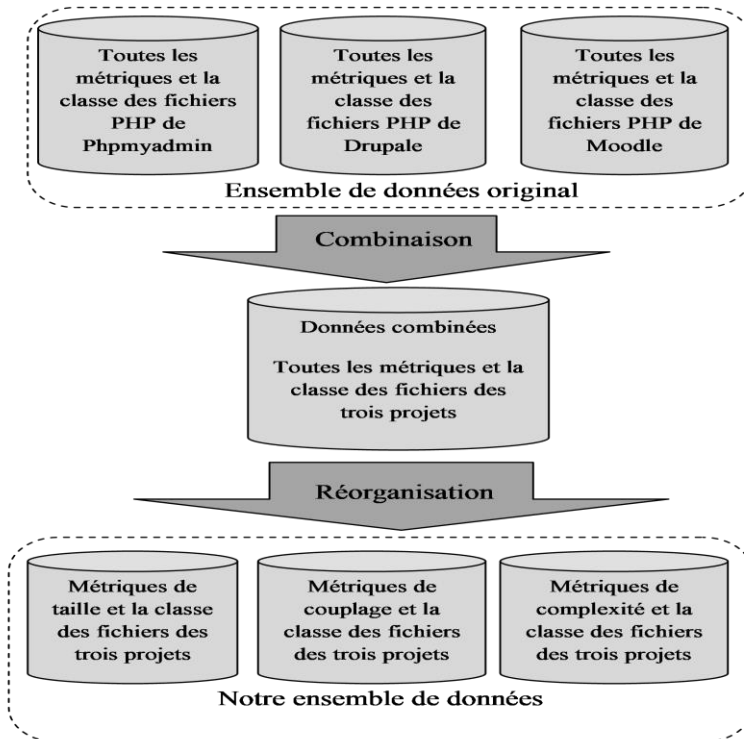 Toutes les
métriques et la
classe des fichiers
PHP de
Phpmyadmin
Toutes les
métriques et la
classe des
fichiers PHP de
Drupale
Toutes les
métriques et la
classe des
fichiers PHP de
Moodle
Ensemble de données original
Combinaison
Données combinées
Toutes les métriques et la
classe des fichiers des
trois projets
Réorganisation
Métriques de
taille et la classe
des fichiers des
trois projets
Métriques de
couplage et la
classe des fichiers
des trois projets
Métriques de
complexité et la
classe des fichiers
des trois projets
Notre ensemble de données